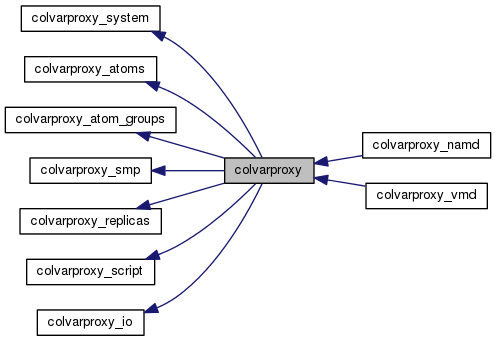 colvarproxy_system
colvarproxy_atoms
colvarproxy_atom_groups
colvarproxy_smp
colvarproxy_replicas
colvarproxy_script
colvarproxy_io
colvarproxy
colvarproxy_namd
colvarproxy_vmd